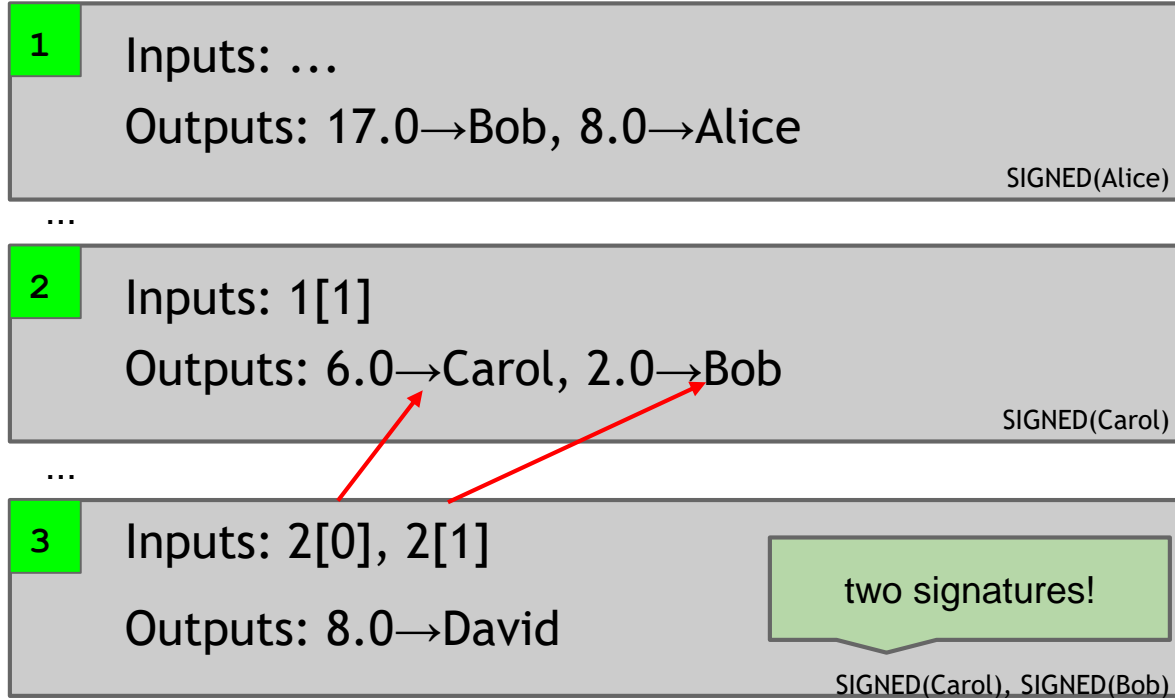 1
Inputs: ...
Outputs: 17.0→Bob, 8.0→Alice
SIGNED(Alice)
...
2
Inputs: 1[1]
Outputs: 6.0→Carol, 2.0→Bob
SIGNED(Carol)
...
3
Inputs: 2[0], 2[1]
two signatures!
Outputs: 8.0→David
SIGNED(Carol), SIGNED(Bob)